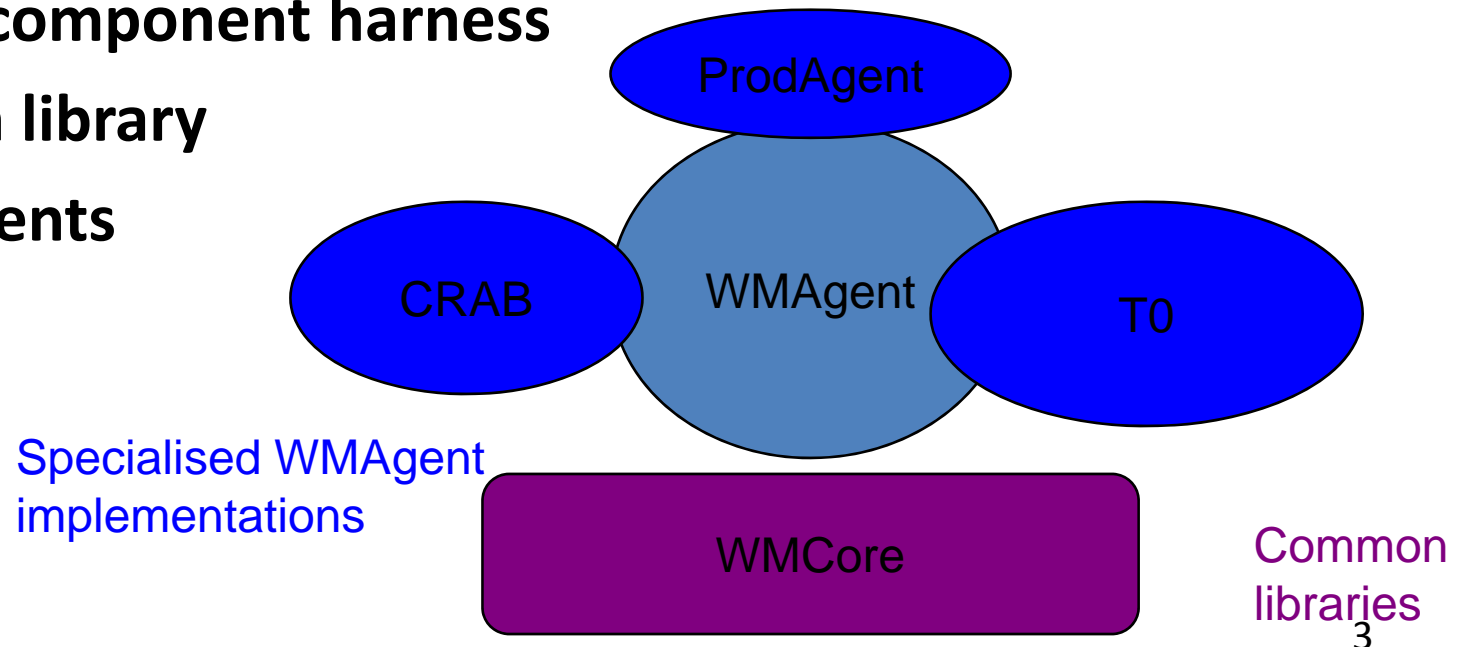 component harness
ProdAgent
library
ents
CRAB
WMAgent
T0
Specialised WMAgent
implementations
WMCore
Common
libraries
3